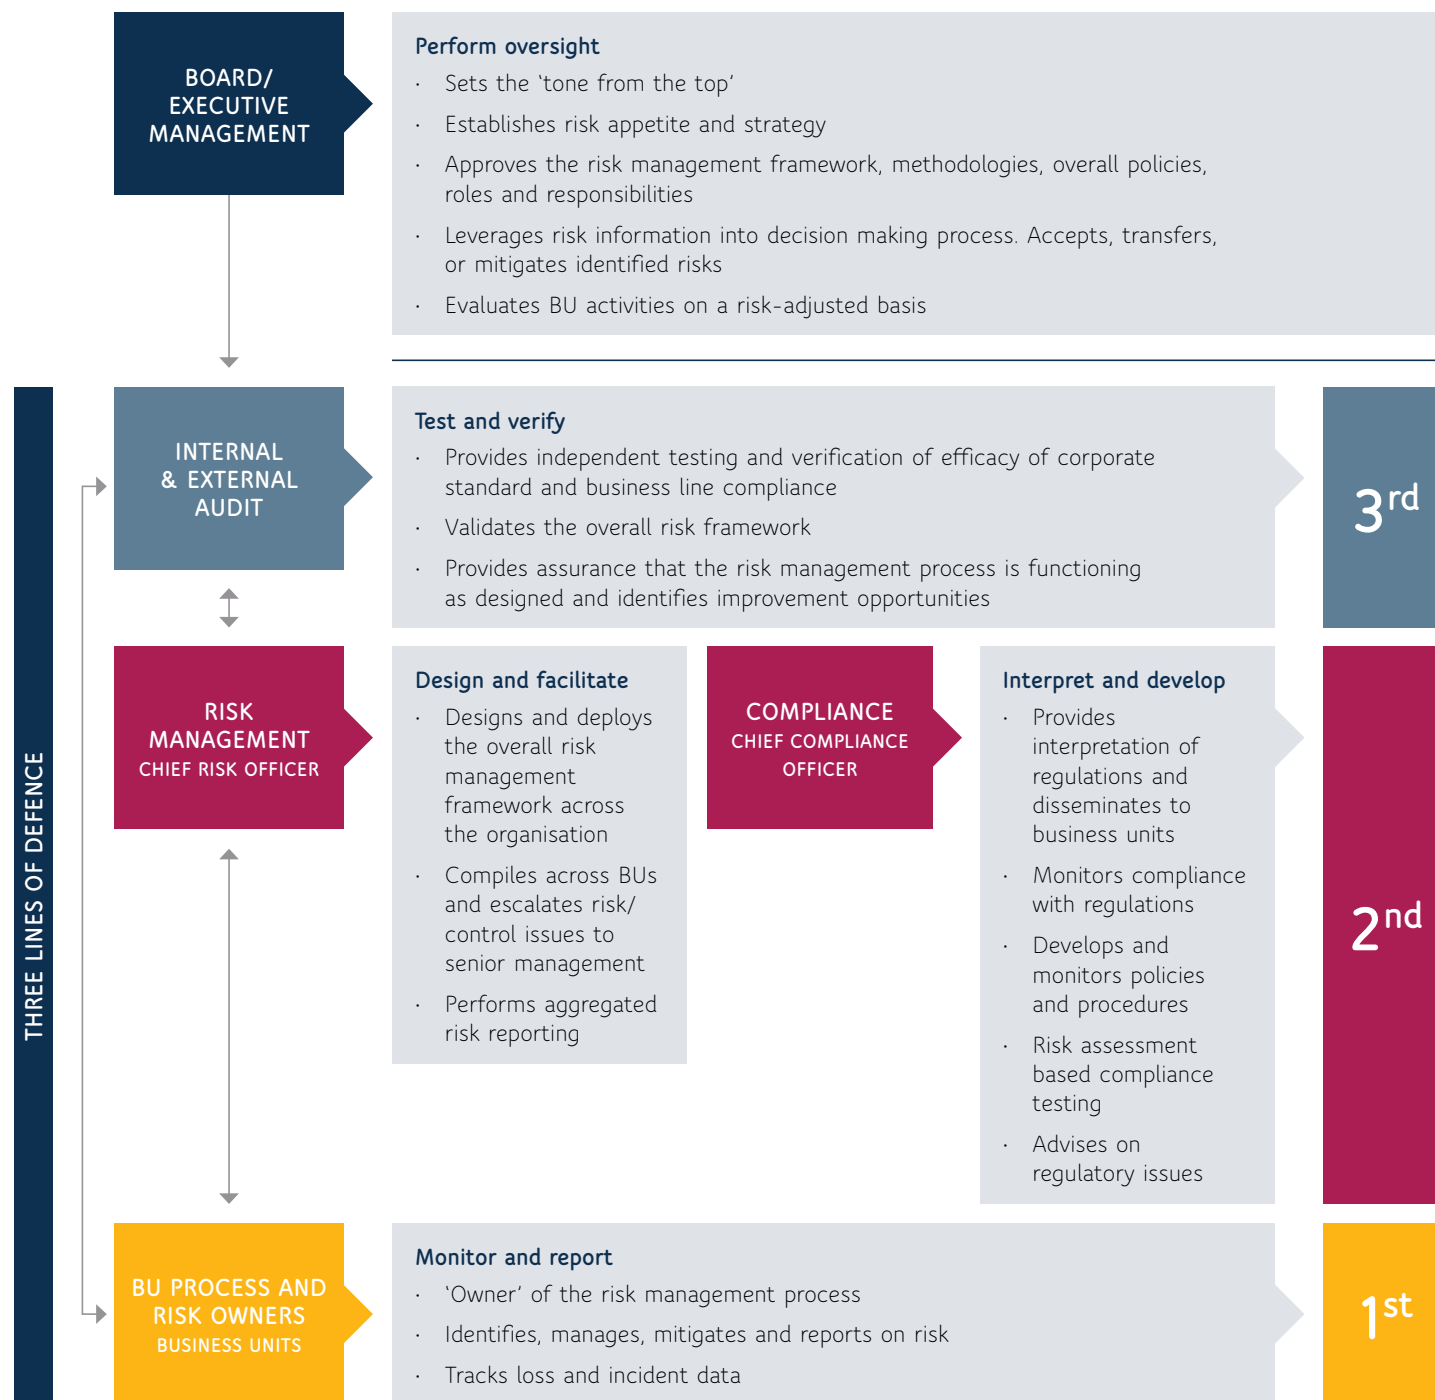 BOARD/
EXECUTIVE
MANAGEMENT
Perform oversight
· Sets the ‘tone from the top’
· Establishes risk appetite and strategy
· Approves the risk management framework, methodologies, overall policies,
roles and responsibilities
· Leverages risk information into decision making process. Accepts, transfers,
or mitigates identified risks
· Evaluates BU activities on a risk-adjusted basis
THREE LINES OF DEFENCE
INTERNAL
& EXTERNAL
AUDIT
Test and verify
· Provides independent testing and verification of efficacy of corporate
standard and business line compliance
· Validates the overall risk framework
· Provides assurance that the risk management process is functioning
as designed and identifies improvement opportunities
3rd
RISK
MANAGEMENT
CHIEF RISK OFFICER
Design and facilitate
· Designs and deploys
the overall risk
management
framework across
the organisation
· Compiles across BUs
and escalates risk/
control issues to
senior management
· Performs aggregated
risk reporting
COMPLIANCE
CHIEF COMPLIANCE
OFFICER
Interpret and develop
· Provides
interpretation of
regulations and
disseminates to
business units
· Monitors compliance
with regulations
· Develops and
monitors policies
and procedures
· Risk assessment
based compliance
testing
· Advises on
regulatory issues
2nd
BU PROCESS AND
RISK OWNERS
BUSINESS UNITS
Monitor and report
· ‘Owner’ of the risk management process
· Identifies, manages, mitigates and reports on risk
· Tracks loss and incident data
1st